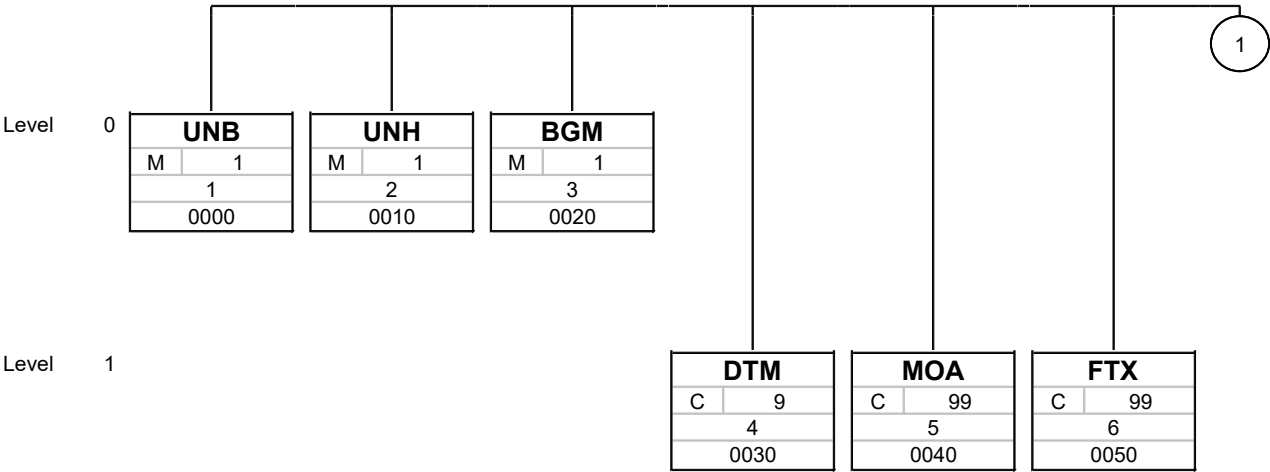 1
Level 0 UNB UNH BGM
M 1 M 1 M 1
1 2 3
0000 0010 0020
Level 1 DTM MOA FTX
C 9 C 99 C 99
4 5 6
0030 0040 0050